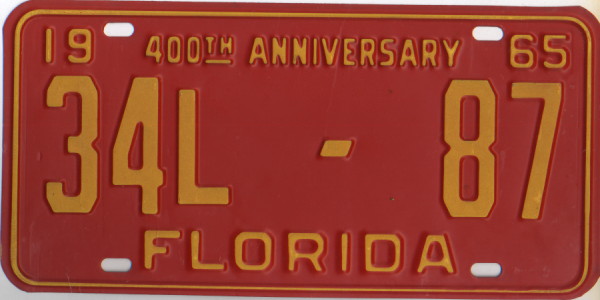 19 400TH ANNIVERSARY 65
34L - 87
FLORIDA